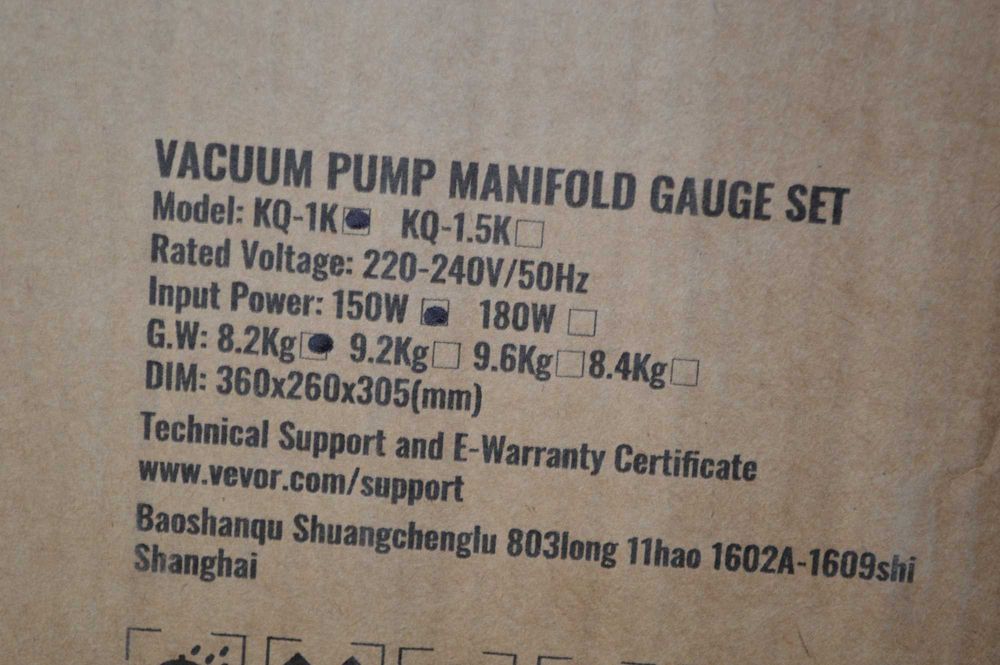 VACUUM PUMP MANIFOLD GAUGE SET
Model: KQ-1K KQ-1.5K
Rated Voltage: 220-240V/50Hz
Input Power: 150W 180W
G.W: 8.2Kg 9.2Kg 9.6Kg 8.4Kg
DIM: 360x260x305(mm)
Technical Support and E-Warranty Certificate
www.vevor.com/support
Baoshanqu Shuangchenglu 803long 11hao 1602A-1609shi
Shanghai